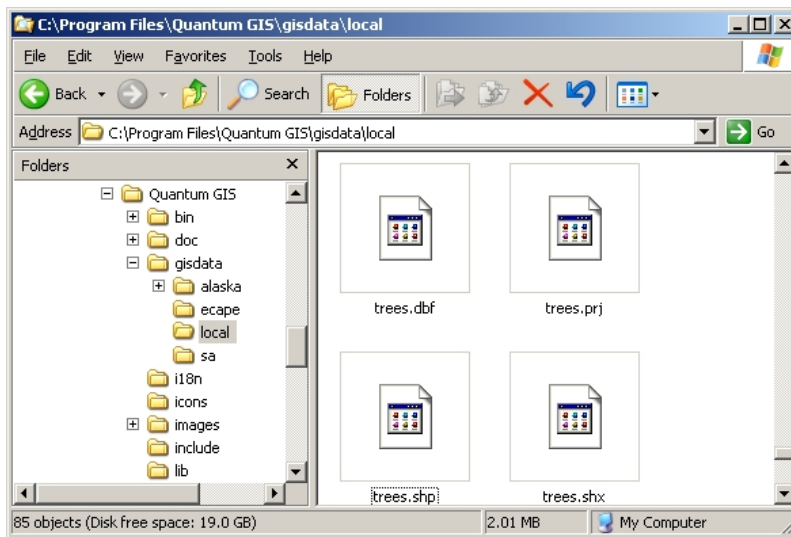 C:\Program Files\Quantum GIS\gisdata\local
File Edit View Favorites Tools Help
Back Search Folders
Address C:\Program Files\Quantum GIS\gisdata\local Go
Folders
Quantum GIS
bin
doc
gisdata
alaska
ecape
local
sa
i18n
icons
images
include
lib
trees.dbf trees.prj
trees.shp trees.shx
85 objects (Disk free space: 19.0 GB) 2.01 MB My Computer